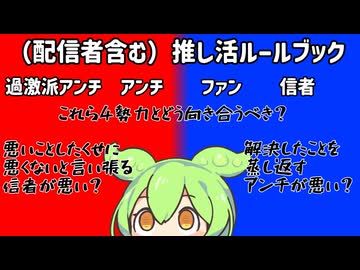 (配信者含む) 推し活ルールブック
過激派アンチ アンチ ファン 信者
これら4勢力とどう向き合うべき?
悪いことしたくせに
悪くないと言い張る
信者が悪い?
解決したことを
蒸し返す
アンチが悪い?